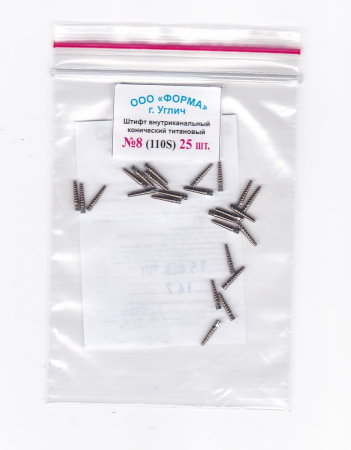 ООО «ФОРМА»
г. Углич
Штифт внутриканальный
конический титановый
№8 (110S) 25 шт.